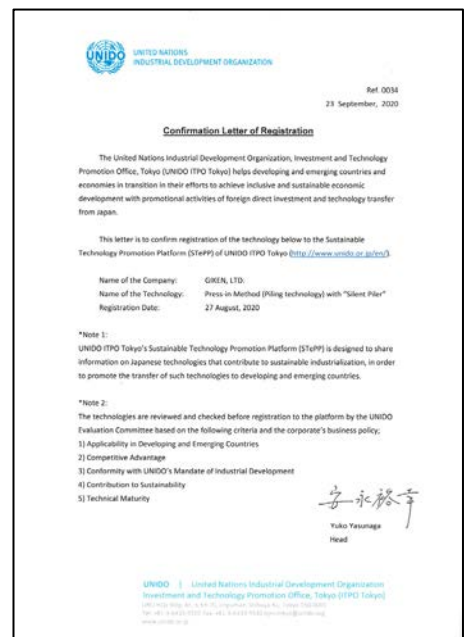 UNIDO
UNITED NATIONS
INDUSTRIAL DEVELOPMENT ORGANIZATION
Ref. 0034
23 September, 2020
Confirmation Letter of Registration
The United Nations Industrial Development Organization, Investment and Technology
Promotion Office, Tokyo (UNIDO ITPO Tokyo) helps developing and emerging countries and
economies in transition in their efforts to achieve inclusive and sustainable economic
development with promotional activities of foreign direct investment and technology transfer
from Japan.
This letter is to confirm registration of the technology below to the Sustainable
Technology Promotion Platform (STePP) of UNIDO ITPO Tokyo (http://www.unido.or.jp/en/).
Name of the Company: GIKEN, LTD.
Name of the Technology: Press-in Method (Piling technology) with "Silent Piler"
Registration Date: 27 August, 2020
*Note 1:
UNIDO ITPO Tokyo's Sustainable Technology Promotion Platform (STePP) is designed to share
information on Japanese technologies that contribute to sustainable industrialization, in order
to promote the transfer of such technologies to developing and emerging countries.
*Note 2:
The technologies are reviewed and checked before registration to the platform by the UNIDO
Evaluation Committee based on the following criteria and the corporate's business policy;
1) Applicability in Developing and Emerging Countries
2) Competitive Advantage
3) Conformity with UNIDO's Mandate of Industrial Development
4) Contribution to Sustainability
5) Technical Maturity
安永裕幸
Yuko Yasunaga
Head
UNIDO | United Nations Industrial Development Organization
Investment and Technology Promotion Office, Tokyo (ITPO Tokyo)
www.unido.or.jp